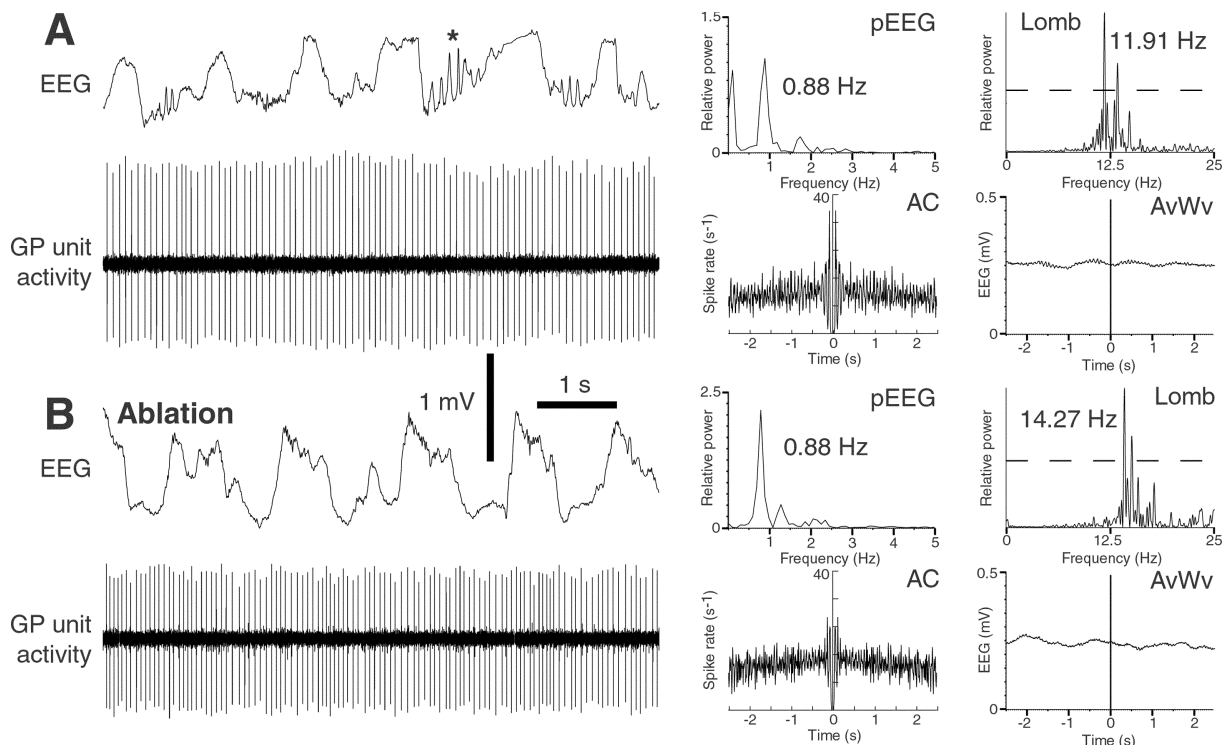 A
EEG
*
GP unit
activity
1.5
pEEG
Relative power
0.88 Hz
0
1
2
3
4
5
Frequency (Hz)
Lomb
11.91 Hz
Relative power
0
12.5
25
Frequency (Hz)
40
AC
Spike rate (s-1)
-2
-1
0
1
2
Time (s)
0.5
AvWv
EEG (mV)
0
-2
-1
0
1
2
Time (s)
1 mV
1 s
B
Ablation
EEG
GP unit
activity
2.5
pEEG
Relative power
0.88 Hz
0
1
2
3
4
5
Frequency (Hz)
Lomb
14.27 Hz
Relative power
0
12.5
25
Frequency (Hz)
40
AC
Spike rate (s-1)
-2
-1
0
1
2
Time (s)
0.5
AvWv
EEG (mV)
0
-2
-1
0
1
2
Time (s)